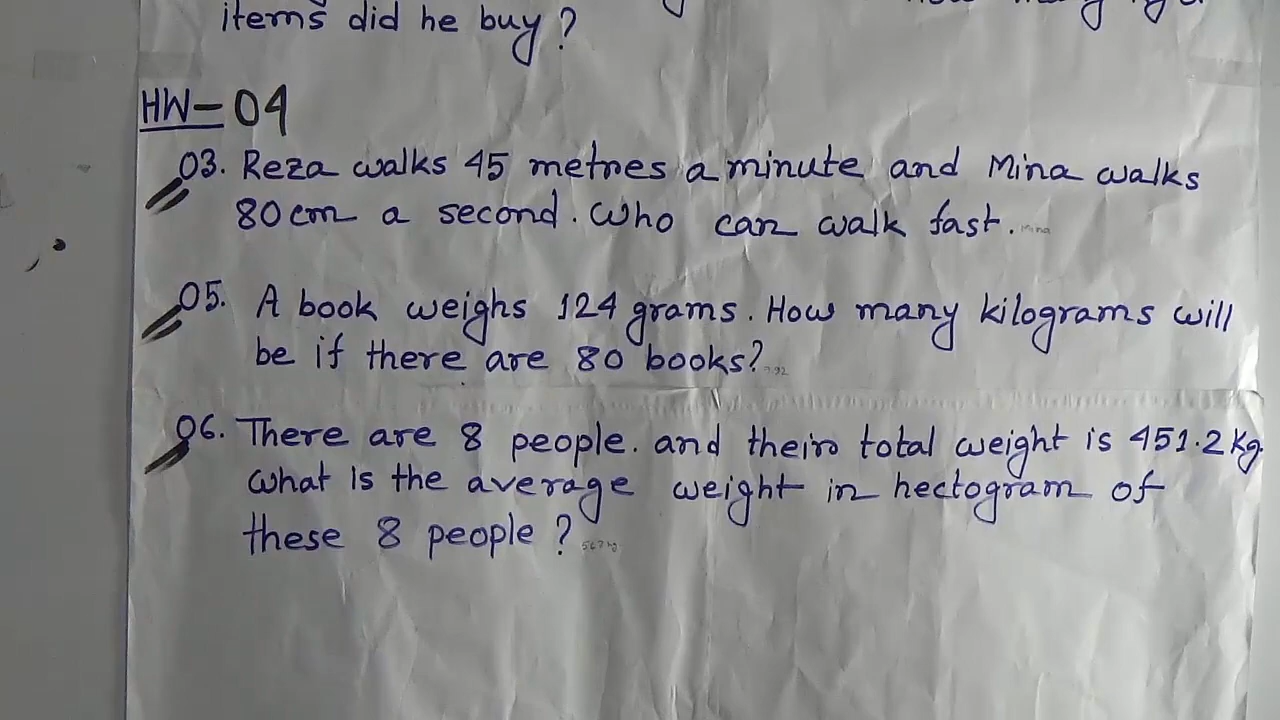 items did he buy?
HW-04
03. Reza walks 45 metres a minute and Mina walks
80cm a second. Who can walk fast. Mina
05. A book weighs 124 grams. How many kilograms will
be if there are 80 books?
06. There are 8 people. and their total weight is 451.2 kg.
What is the average weight in hectogram of
these 8 people?